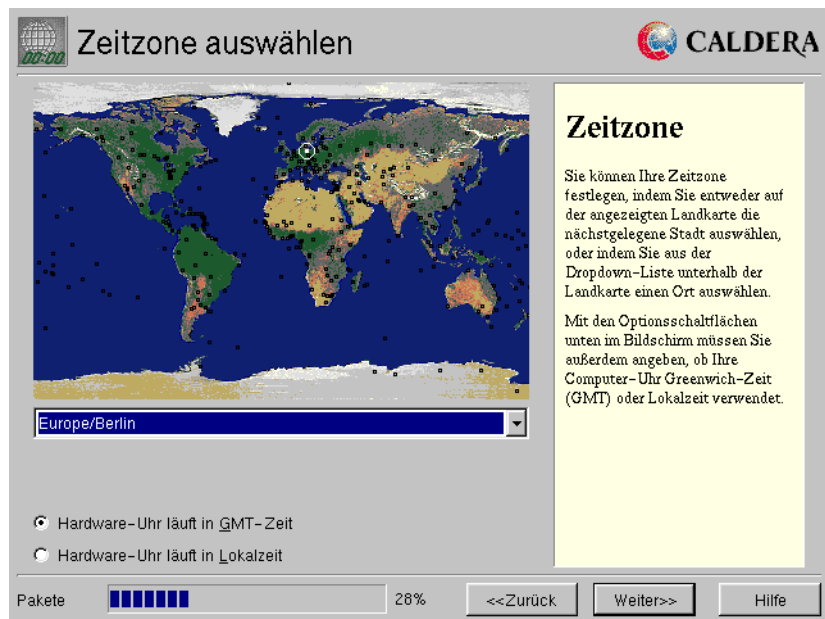 00:00
Zeitzone auswählen
CALDERA
Zeitzone
Sie können Ihre Zeitzone
festlegen, indem Sie entweder auf
der angezeigten Landkarte die
nächstgelegene Stadt auswählen,
oder indem Sie aus der
Dropdown-Liste unterhalb der
Landkarte einen Ort auswählen.
Mit den Optionsschaltflächen
unten im Bildschirm müssen Sie
außerdem angeben, ob Ihre
Computer-Uhr Greenwich-Zeit
(GMT) oder Lokalzeit verwendet.
Europe/Berlin
Hardware-Uhr läuft in GMT-Zeit
Hardware-Uhr läuft in Lokalzeit
Pakete
28%
<<Zurück
Weiter>>
Hilfe